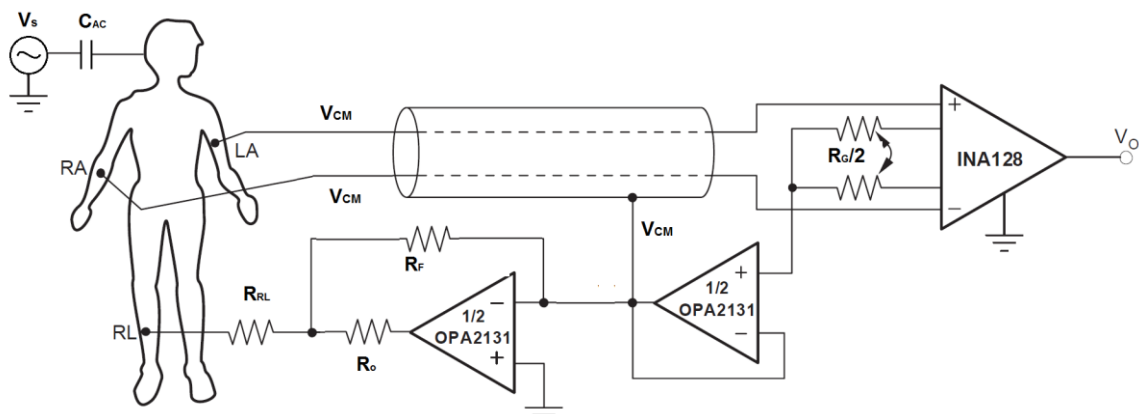 Vs
CAC
VCM
LA
RA
VCM
+
RG/2
INA128
VO
−
VCM
RF
+
1/2
OPA2131
−
RRL
RL
−
1/2
OPA2131
+
Ro